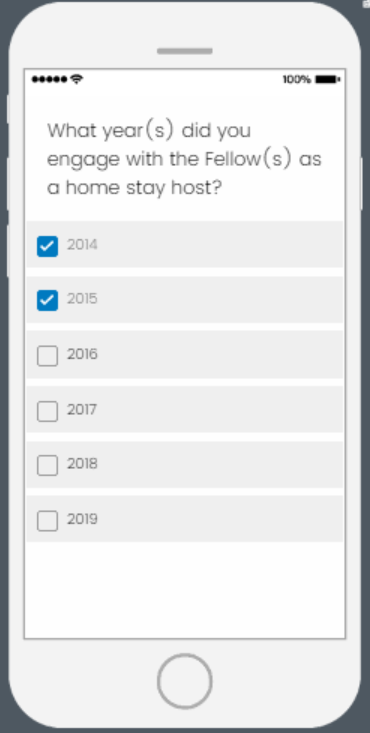 100%
What year(s) did you
engage with the Fellow(s) as
a home stay host?
2014
2015
2016
2017
2018
2019